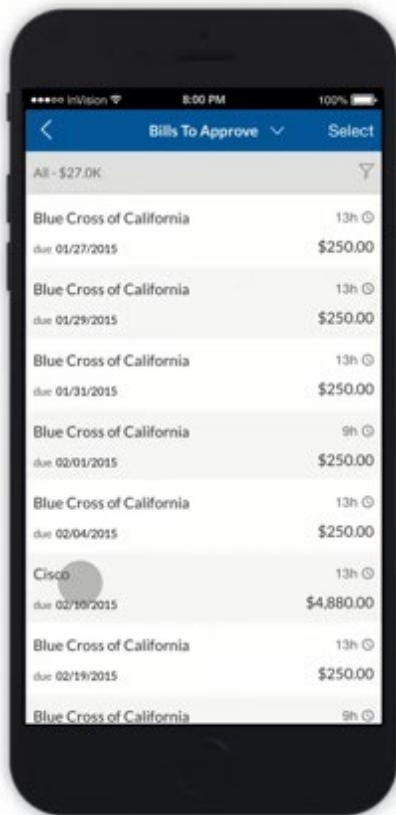 InVision 8:00 PM 100%
Bills To Approve Select
All - $27.0K
Blue Cross of California 13h
due 01/27/2015 $250.00
Blue Cross of California 13h
due 01/29/2015 $250.00
Blue Cross of California 13h
due 01/31/2015 $250.00
Blue Cross of California 9h
due 02/01/2015 $250.00
Blue Cross of California 13h
due 02/04/2015 $250.00
Cisco 13h
due 02/10/2015 $4,880.00
Blue Cross of California 13h
due 02/19/2015 $250.00
Blue Cross of California 9h